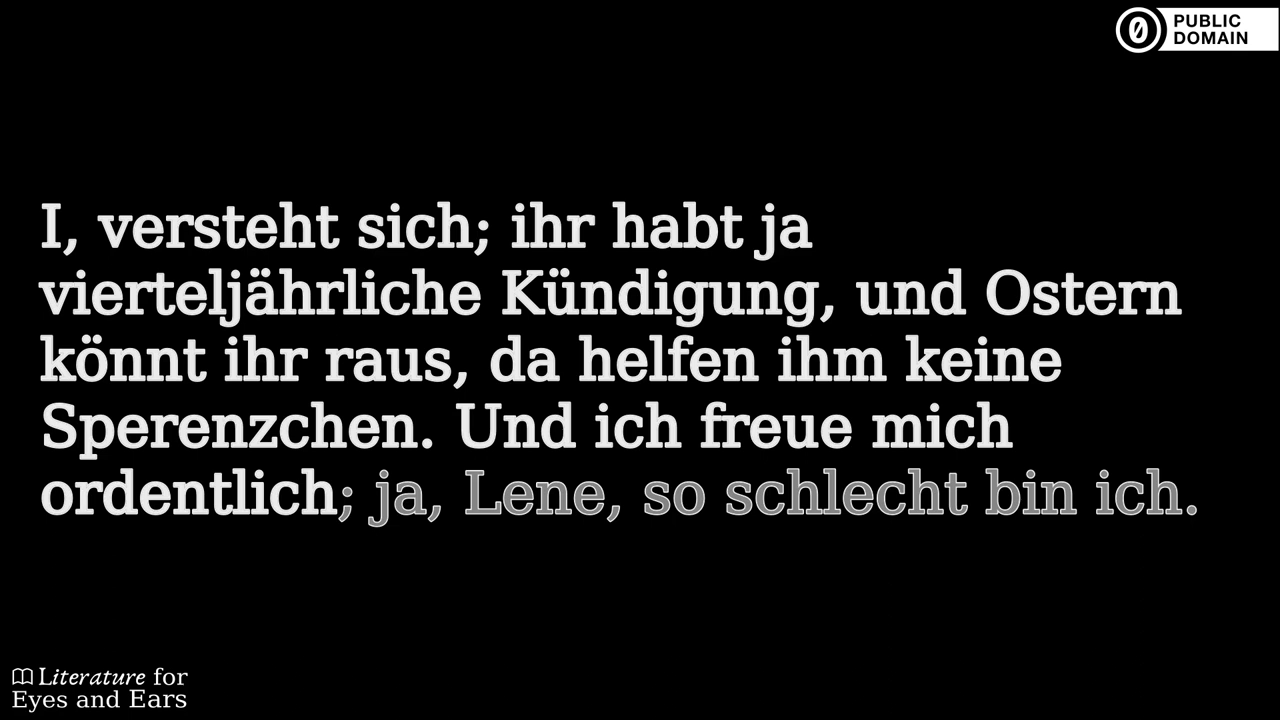 PUBLIC
DOMAIN
I, versteht sich; ihr habt ja
vierteljährliche Kündigung, und Ostern
könnt ihr raus, da helfen ihm keine
Sperenzchen. Und ich freue mich
ordentlich; ja, Lene, so schlecht bin ich.
Literature for
Eyes and Ears